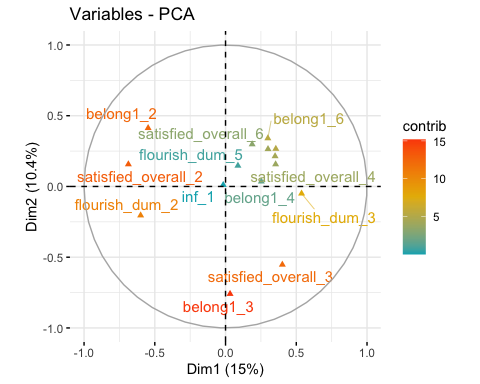 Variables - PCA
1.0
0.5
0.0
-0.5
-1.0
Dim2 (10.4%)
belong1_2
belong1_6
satisfied_overall_6
flourish_dum_5
satisfied_overall_2
satisfied_overall_4
inf_1
belong1_4
flourish_dum_2
flourish_dum_3
satisfied_overall_3
belong1_3
-1.0
-0.5
0.0
0.5
1.0
Dim1 (15%)
contrib
15
10
5